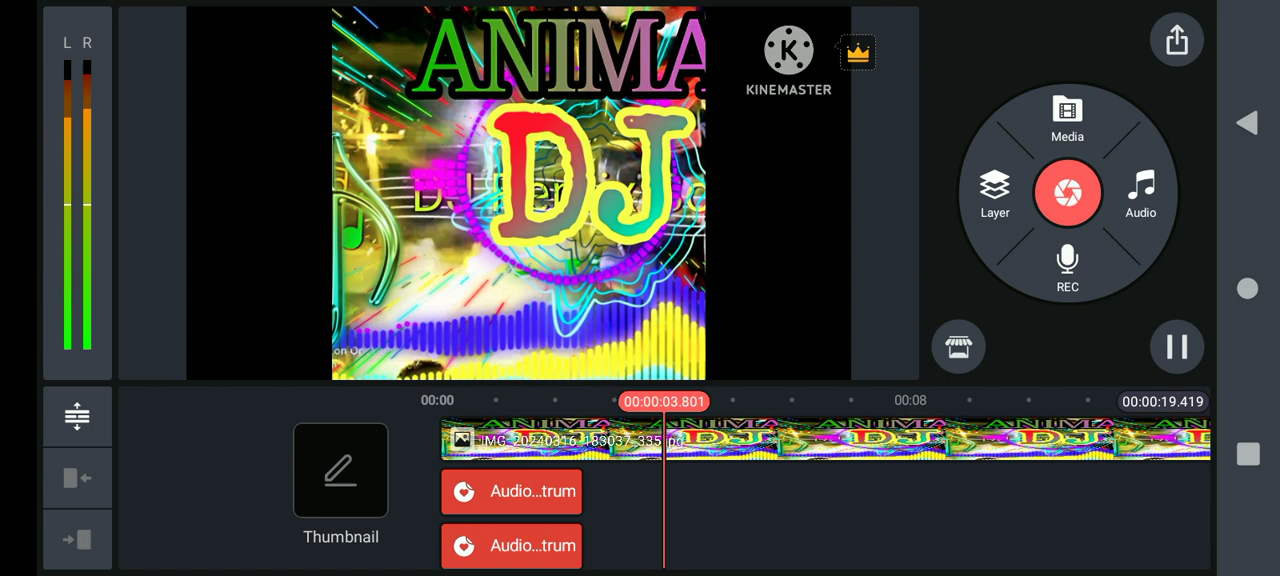 L R
ANIMA
DJ
KINEMASTER
Media
Layer
Audio
REC
00:00
00:00:03.801
00:08
00:00:19.419
IMG_20240316_183037_335.jpg
Audio...trum
Audio...trum
Thumbnail